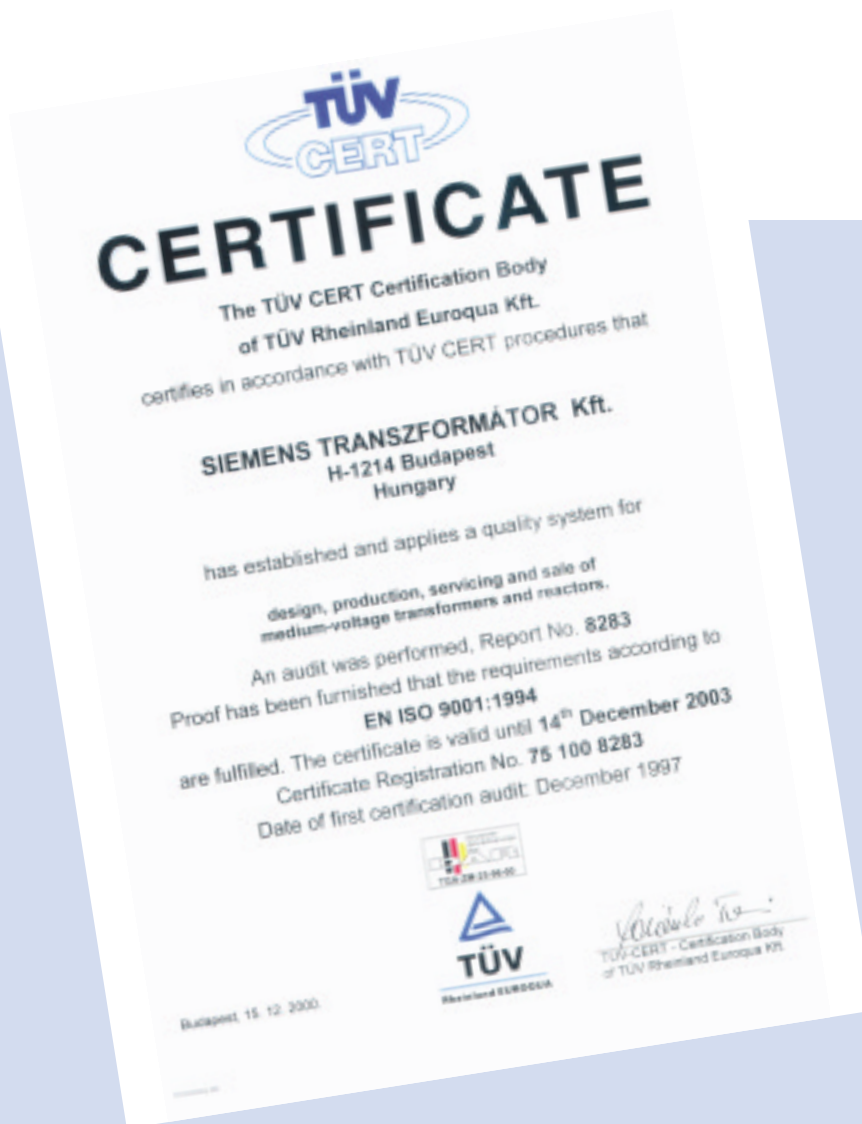 TÜV
CERT
CERTIFICATE
The TÜV CERT Certification Body
of TÜV Rheinland Euroqua Kft.
certifies in accordance with TÜV CERT procedures that
SIEMENS TRANSZFORMÁTOR Kft.
H-1214 Budapest
Hungary
has established and applies a quality system for
design, production, servicing and sale of
medium-voltage transformers and reactors.
An audit was performed, Report No. 8283
Proof has been furnished that the requirements according to
EN ISO 9001:1994
are fulfilled. The certificate is valid until 14th December 2003
Certificate Registration No. 75 100 8283
Date of first certification audit: December 1997
TÜV
Rheinland EUROQUA
TÜV-CERT - Certification Body
of TÜV Rheinland Euroqua Kft.
Budapest, 15. 12. 2000.